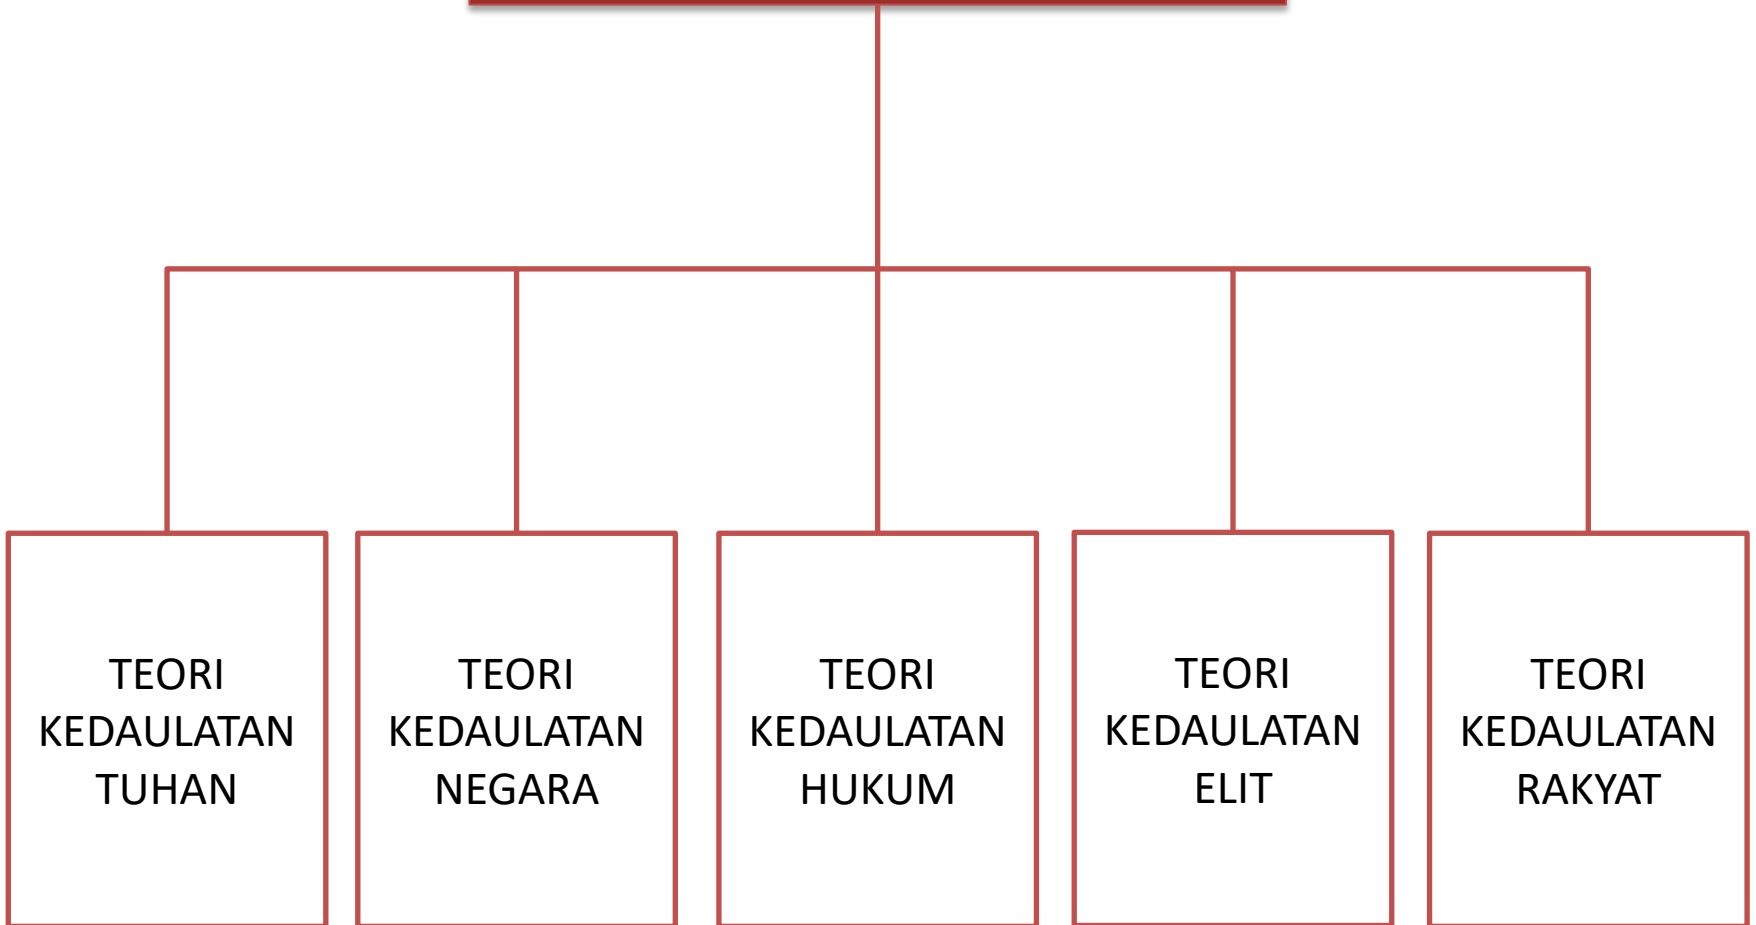 TEORI
KEDAULATAN
TUHAN
TEORI
KEDAULATAN
NEGARA
TEORI
KEDAULATAN
HUKUM
TEORI
KEDAULATAN
ELIT
TEORI
KEDAULATAN
RAKYAT